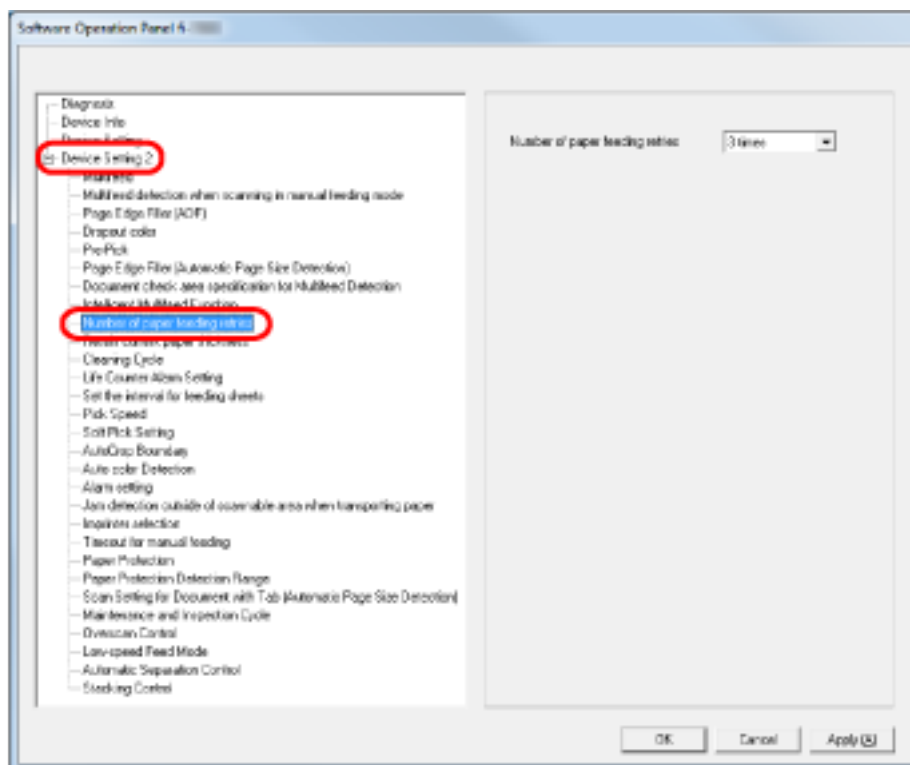 Software Operation Panel fi-
Diagnosis
Device Info
Device Setting
Device Setting 2
Multifeed
Multifeed detection when scanning in manual feeding mode
Page Edge Filler (ADF)
Dropout color
Pre-Pick
Page Edge Filler (Automatic Page Size Detection)
Document check area specification for Multifeed Detection
Intelligent Multifeed Function
Number of paper feeding retries
paper thickness
Cleaning Cycle
Life Counter Alarm Setting
Set the interval for feeding sheets
Pick Speed
Soft Pick Setting
AutoCrop Boundary
Auto color Detection
Alarm setting
Jam detection outside of scannable area when transporting paper
Imprinter selection
Timeout for manual feeding
Paper Protection
Paper Protection Detection Range
Scan Setting for Document with Tab (Automatic Page Size Detection)
Maintenance and Inspection Cycle
Overscan Control
Low-speed Feed Mode
Automatic Separation Control
Stacking Control
Number of paper feeding retries
3 times
OK
Cancel
Apply (A)